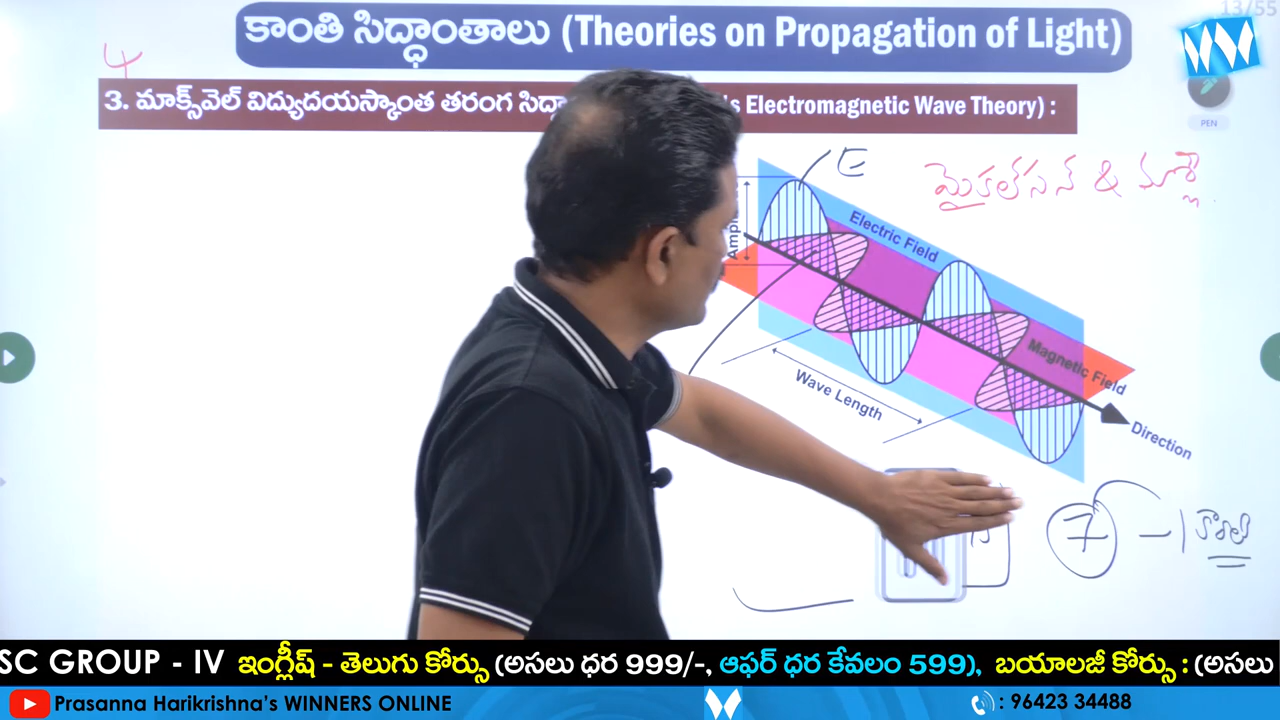 13/55
కాంతి సిద్ధాంతాలు (Theories on Propagation of Light)
4
3. మాక్స్‌వెల్ విద్యుదయస్కాంత తరంగ సిద్ధా
s Electromagnetic Wave Theory) :
W
PEN
E
మైకల్‌సన్ & మార్లా
Electric Field
Magnetic Field
Wave Length
Direction
7
SC GROUP - IV ఇంగ్లీష్ - తెలుగు కోర్సు (అసలు ధర 999/-, ఆఫర్ ధర కేవలం 599), బయాలజీ కోర్సు : (అసలు
Prasanna Harikrishna's WINNERS ONLINE
: 96423 34488